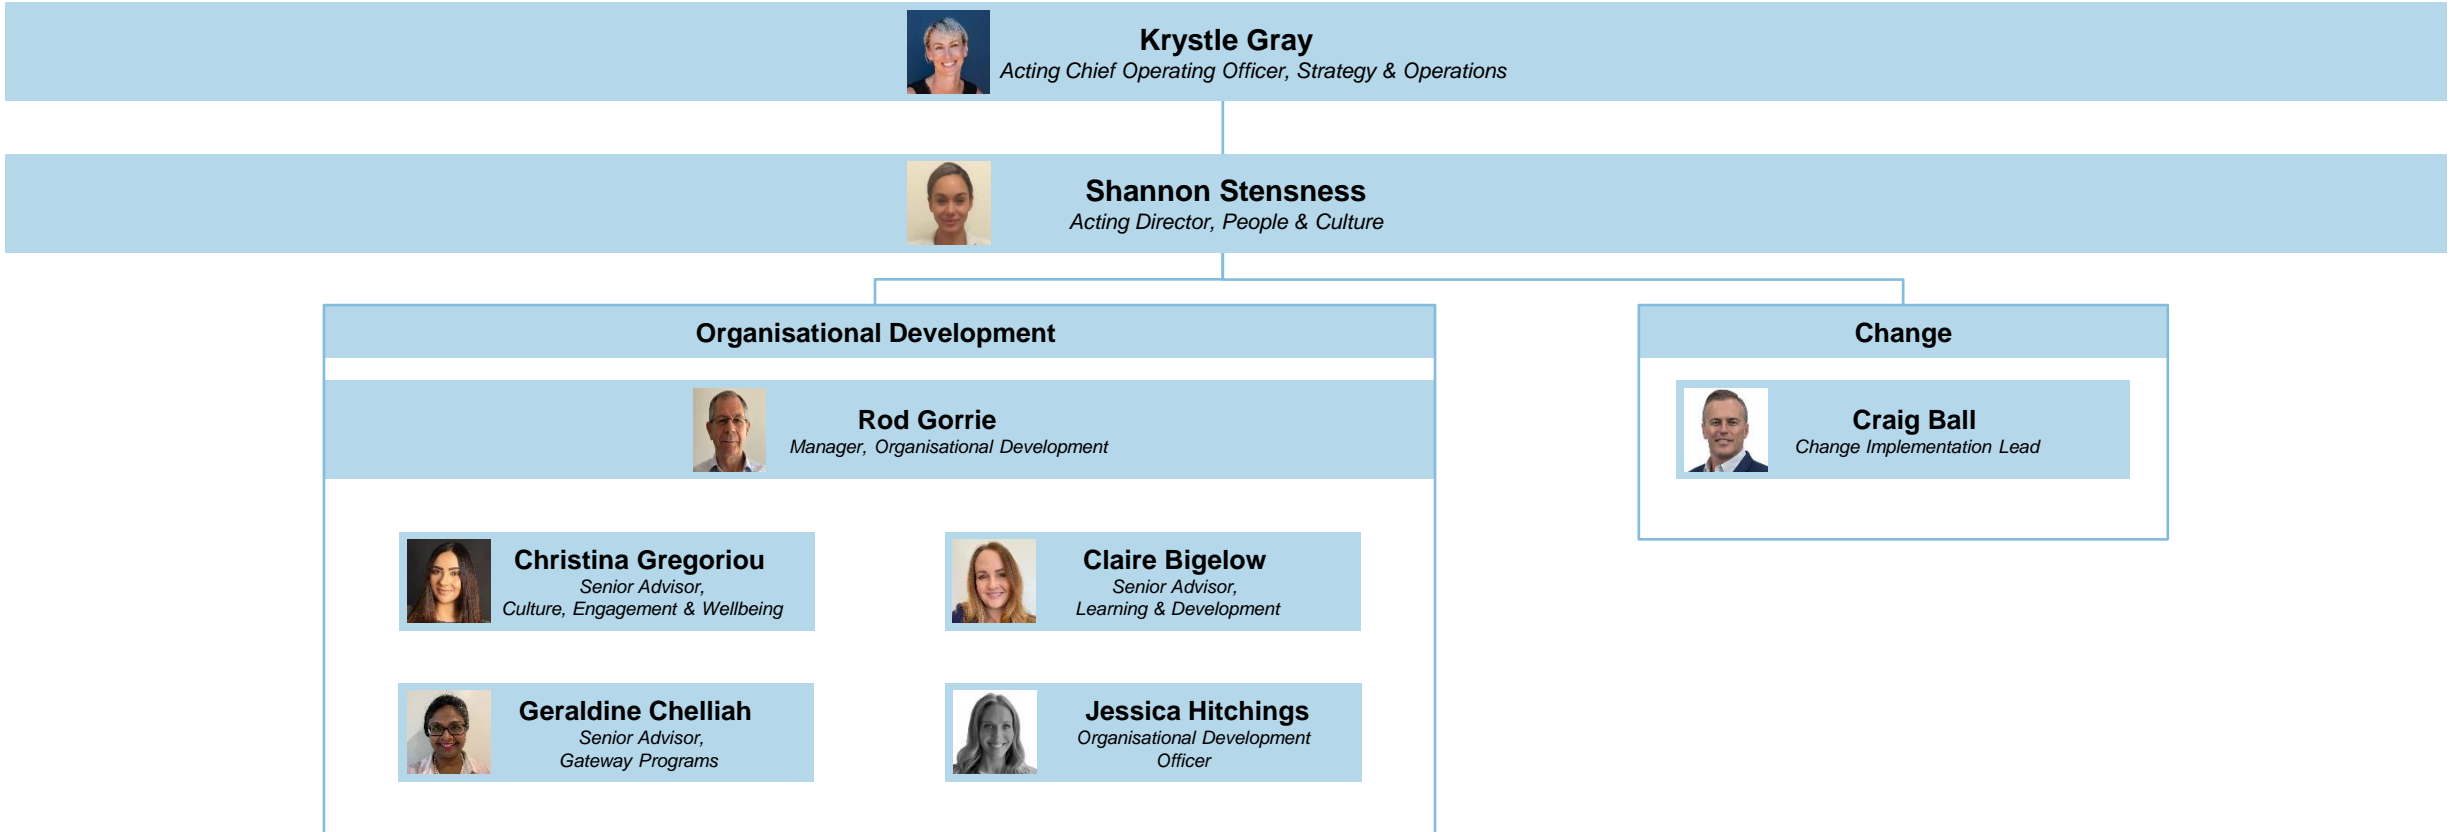 Krystle Gray
Acting Chief Operating Officer, Strategy & Operations
Shannon Stensness
Acting Director, People & Culture
Organisational Development
Rod Gorrie
Manager, Organisational Development
Christina Gregoriou
Senior Advisor,
Culture, Engagement & Wellbeing
Claire Bigelow
Senior Advisor,
Learning & Development
Geraldine Chelliah
Senior Advisor,
Gateway Programs
Jessica Hitchings
Organisational Development
Officer
Change
Craig Ball
Change Implementation Lead